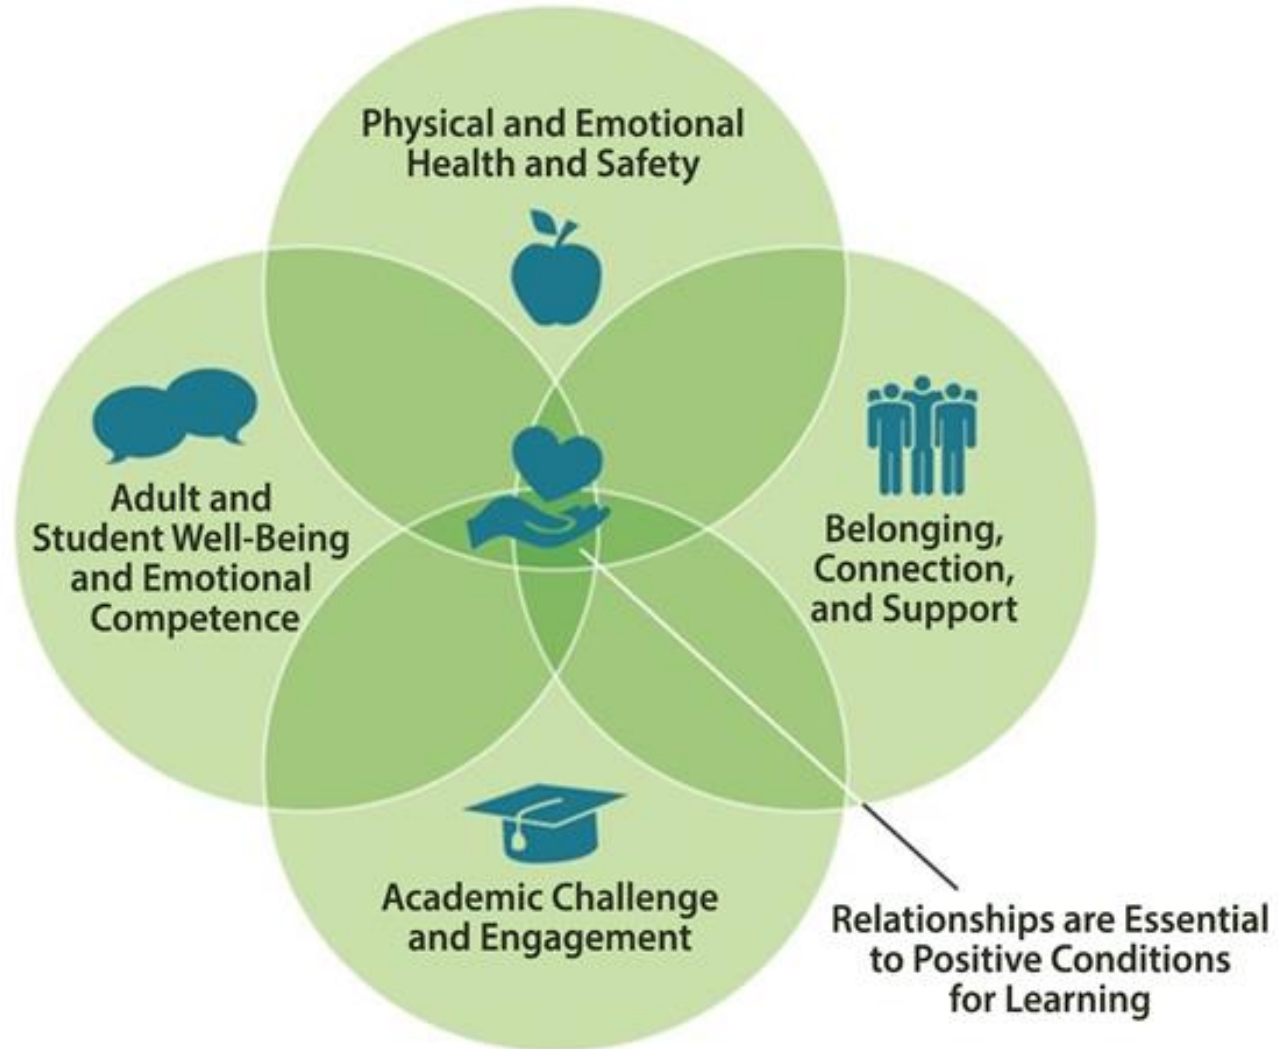 Physical and Emotional
Health and Safety
Adult and
Student Well-Being
and Emotional
Competence
Belonging,
Connection,
and Support
Academic Challenge
and Engagement
Relationships are Essential
to Positive Conditions
for Learning